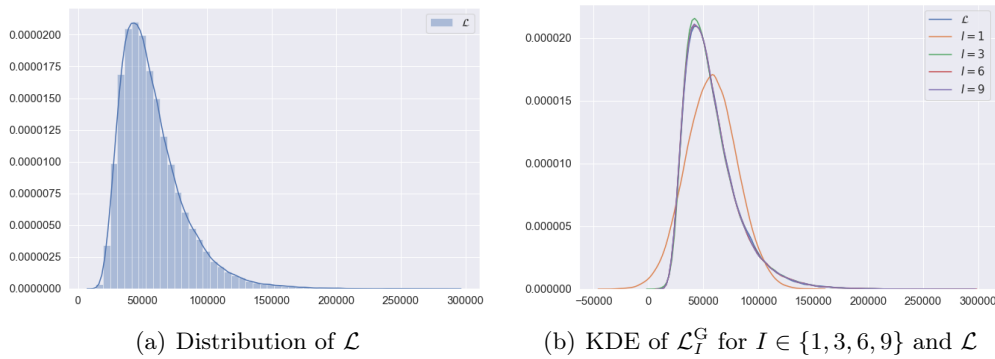 0.0000200
0.0000175
0.0000150
0.0000125
0.0000100
0.0000075
0.0000050
0.0000025
0.0000000
0 50000 100000 150000 200000 250000 300000
ℒ
(a) Distribution of ℒ
0.000020
0.000015
0.000010
0.000005
0.000000
−50000 0 50000 100000 150000 200000 250000 300000
ℒ
I = 1
I = 3
I = 6
I = 9
(b) KDE of ℒ_I^G for I ∈ {1, 3, 6, 9} and ℒ